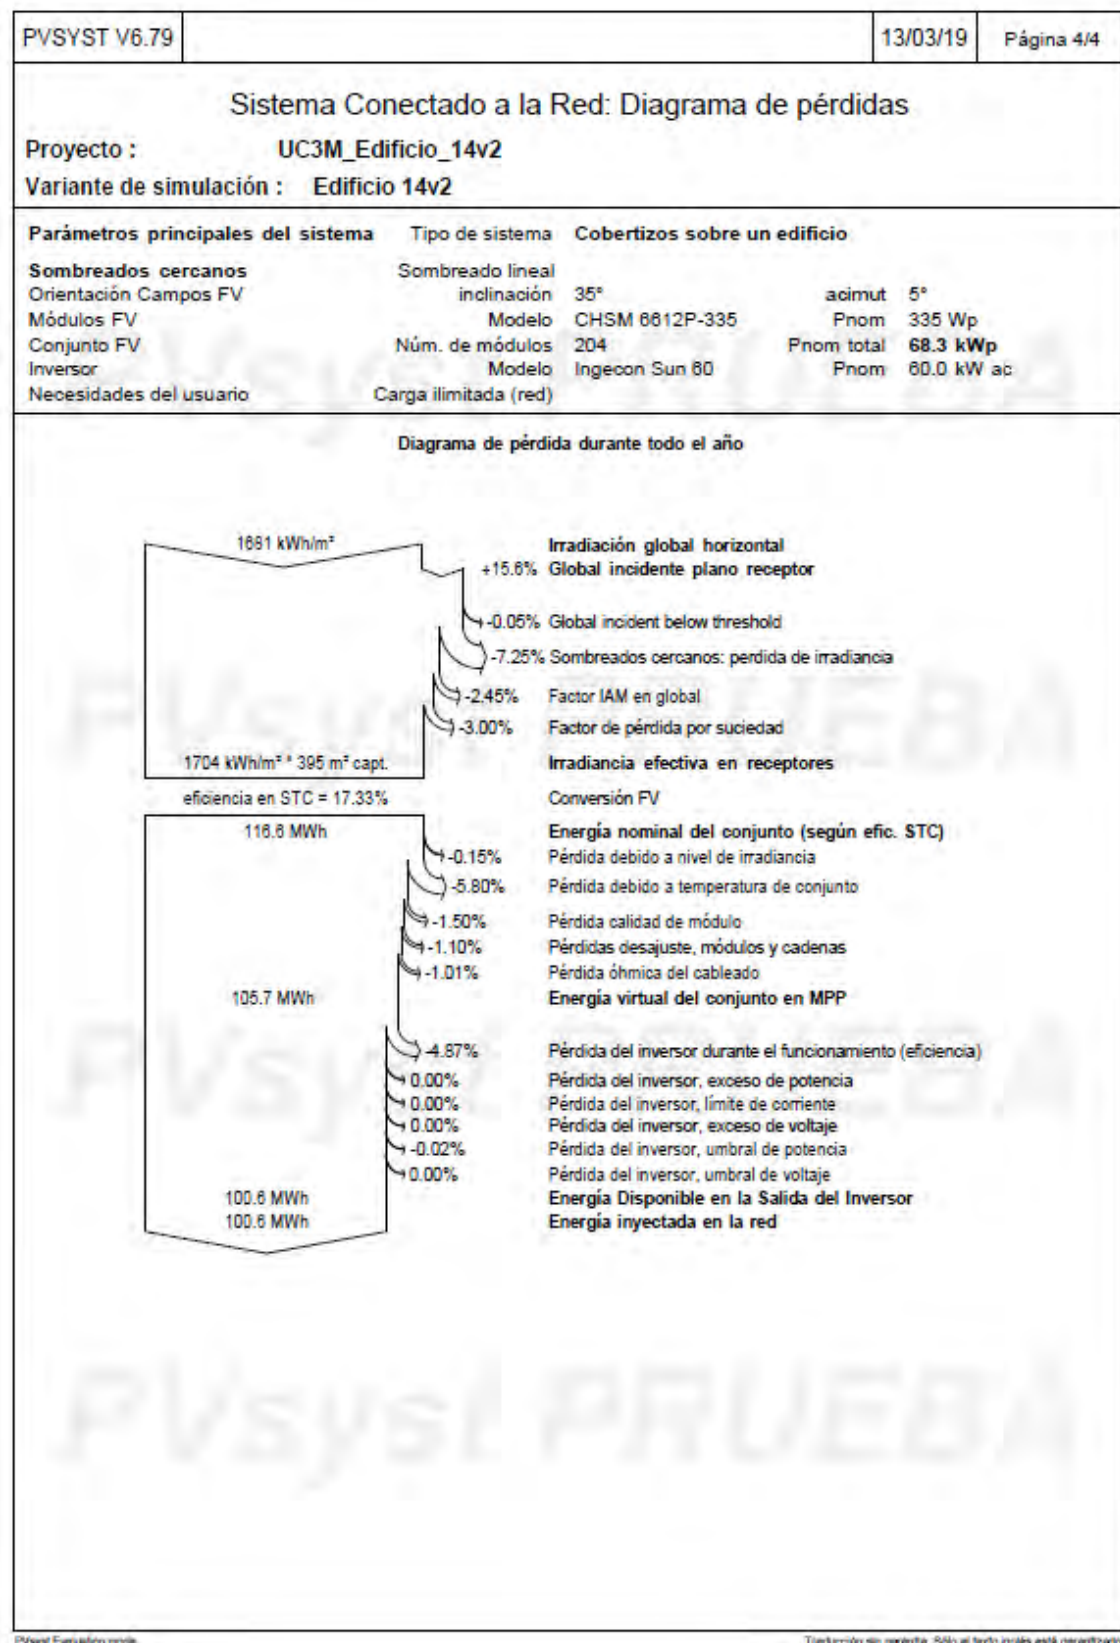 PVSYST V6.79 13/03/19 Página 4/4
Sistema Conectado a la Red: Diagrama de pérdidas
Proyecto : UC3M_Edificio_14v2
Variante de simulación : Edificio 14v2
Parámetros principales del sistema Tipo de sistema Cobertizos sobre un edificio
Sombreados cercanos Sombreado lineal
Orientación Campos FV inclinación 35° acimut 5°
Módulos FV Modelo CHSM 6612P-335 Pnom 335 Wp
Conjunto FV Núm. de módulos 204 Pnom total 68.3 kWp
Inversor Modelo Ingecon Sun 60 Pnom 60.0 kW ac
Necesidades del usuario Carga ilimitada (red)
Diagrama de pérdida durante todo el año
1681 kWh/m² Irradiación global horizontal
+15.6% Global incidente plano receptor
-0.05% Global incident below threshold
-7.25% Sombreados cercanos: perdida de irradiancia
-2.45% Factor IAM en global
-3.00% Factor de pérdida por suciedad
1704 kWh/m² * 395 m² capt. Irradiancia efectiva en receptores
eficiencia en STC = 17.33% Conversión FV
116.6 MWh Energía nominal del conjunto (según efic. STC)
-0.15% Pérdida debido a nivel de irradiancia
-5.80% Pérdida debido a temperatura de conjunto
-1.50% Pérdida calidad de módulo
-1.10% Pérdidas desajuste, módulos y cadenas
-1.01% Pérdida óhmica del cableado
105.7 MWh Energía virtual del conjunto en MPP
-4.87% Pérdida del inversor durante el funcionamiento (eficiencia)
0.00% Pérdida del inversor, exceso de potencia
0.00% Pérdida del inversor, límite de corriente
0.00% Pérdida del inversor, exceso de voltaje
-0.02% Pérdida del inversor, umbral de potencia
0.00% Pérdida del inversor, umbral de voltaje
100.6 MWh Energía Disponible en la Salida del Inversor
100.6 MWh Energía inyectada en la red
PVsyst PRUEBA
PVsyst PRUEBA
PVsyst PRUEBA
PVsyst PRUEBA
PVsyst Evaluation mode Traducción sin garantía, Sólo el texto inglés está garantizado